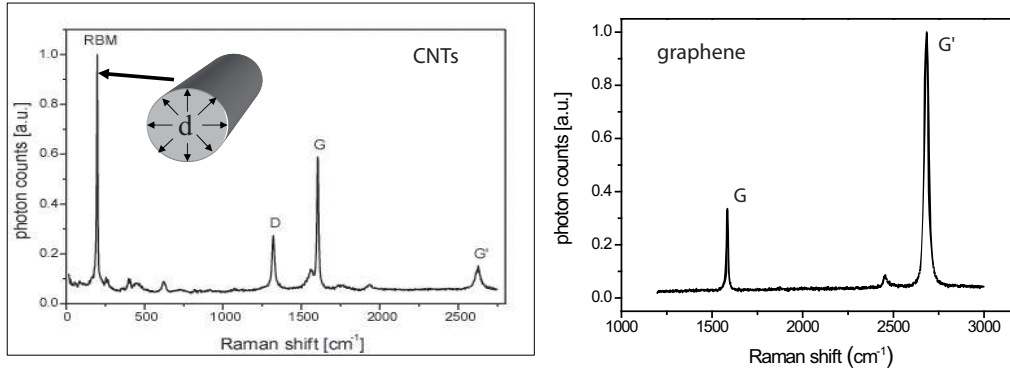 RBM
CNTs
d
G
D
G'
photon counts [a.u.]
1.0
0.8
0.6
0.4
0.2
0.0
0 500 1000 1500 2000 2500
Raman shift [cm-1]
graphene
G'
G
photon counts [a.u.]
1.0
0.8
0.6
0.4
0.2
0.0
1000 1500 2000 2500 3000
Raman shift (cm-1)